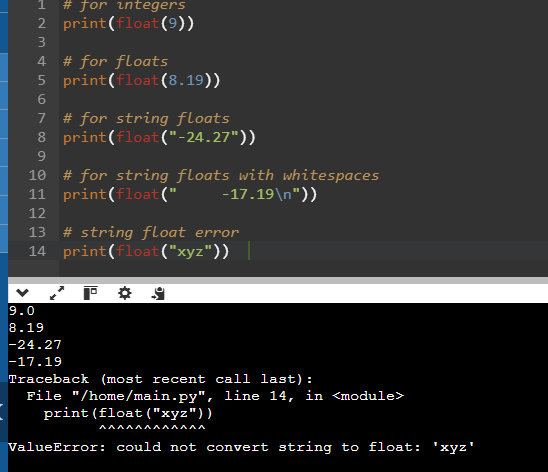 1 # for integers
2 print(float(9))
3
4 # for floats
5 print(float(8.19))
6
7 # for string floats
8 print(float("-24.27"))
9
10 # for string floats with whitespaces
11 print(float("     -17.19\n"))
12
13 # string float error
14 print(float("xyz"))
9.0
8.19
-24.27
-17.19
Traceback (most recent call last):
  File "/home/main.py", line 14, in <module>
    print(float("xyz"))
          ^^^^^^^^^^^^
ValueError: could not convert string to float: 'xyz'